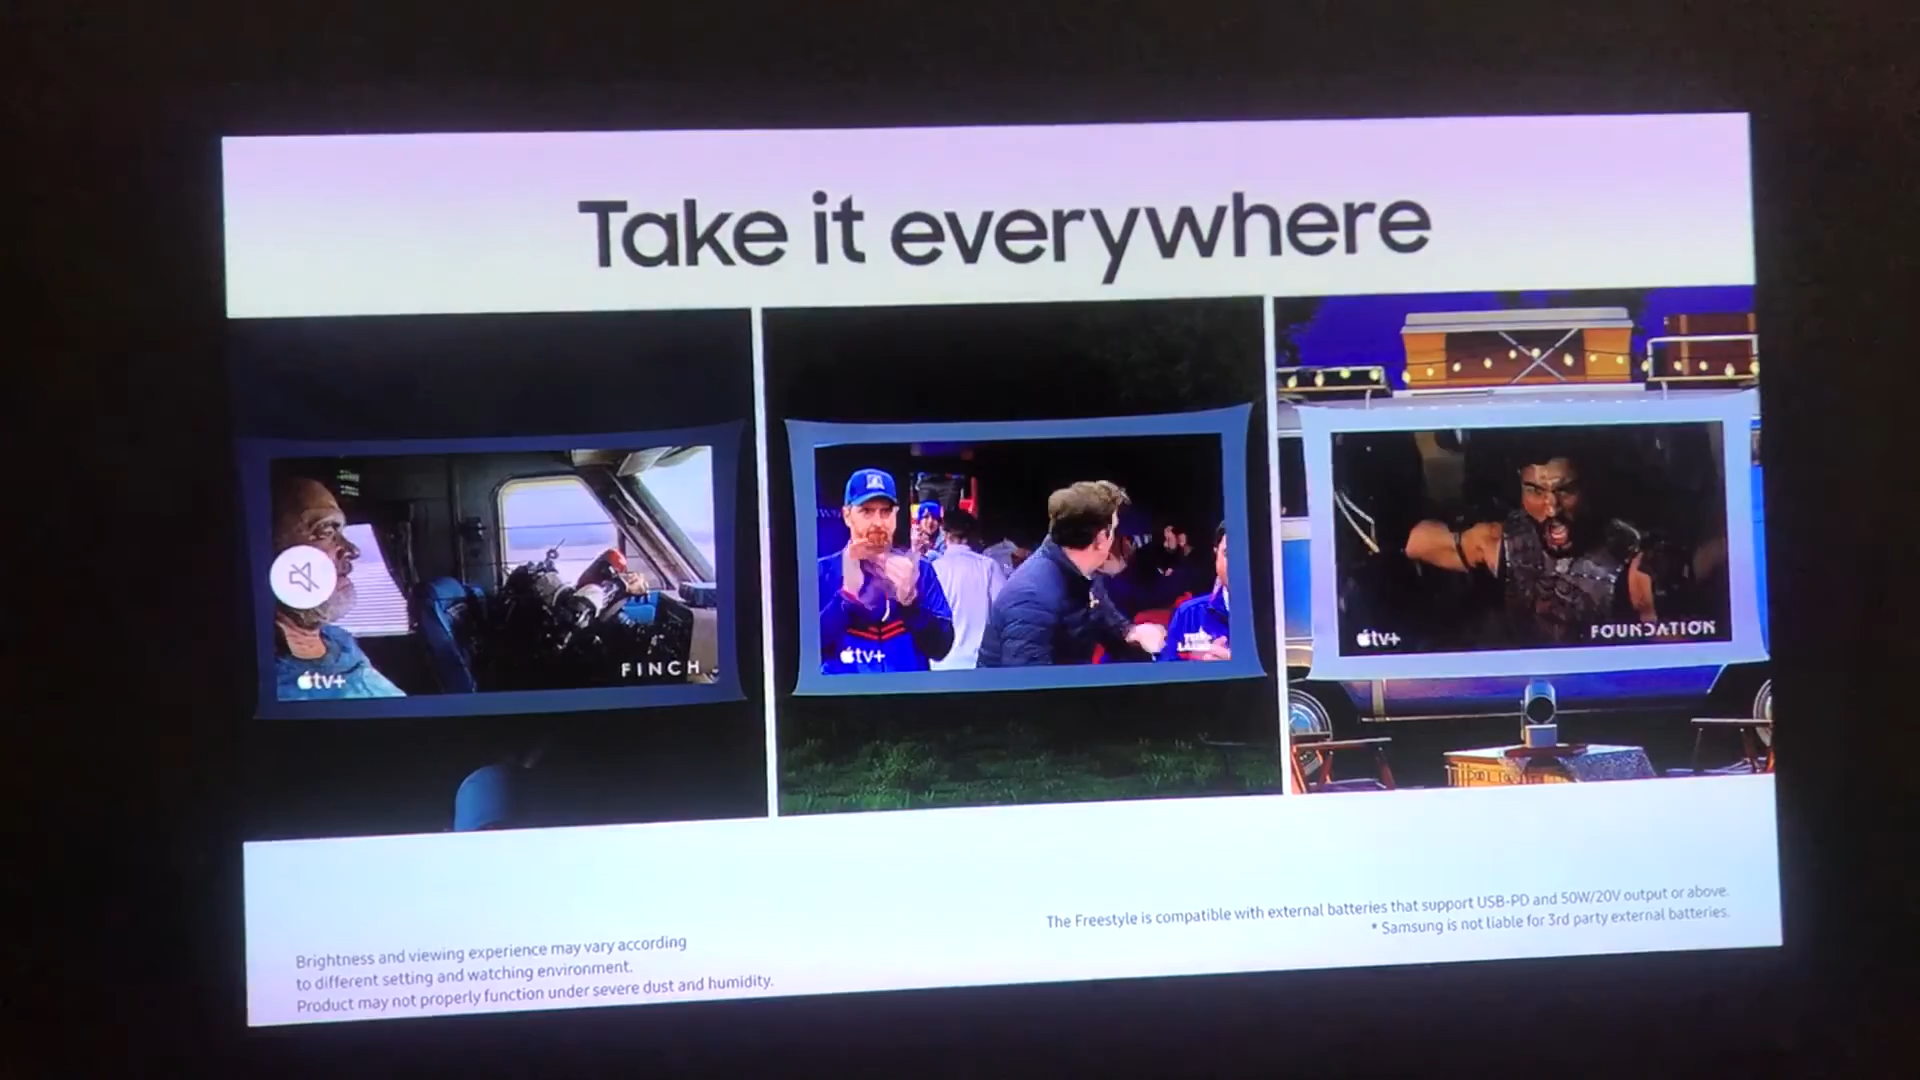 Take it everywhere
tv+
FINCH
tv+
tv+
FOUNDATION
The Freestyle is compatible with external batteries that support USB-PD and 50W/20V output or above.
* Samsung is not liable for 3rd party external batteries.
Brightness and viewing experience may vary according
to different setting and watching environment.
Product may not properly function under severe dust and humidity.